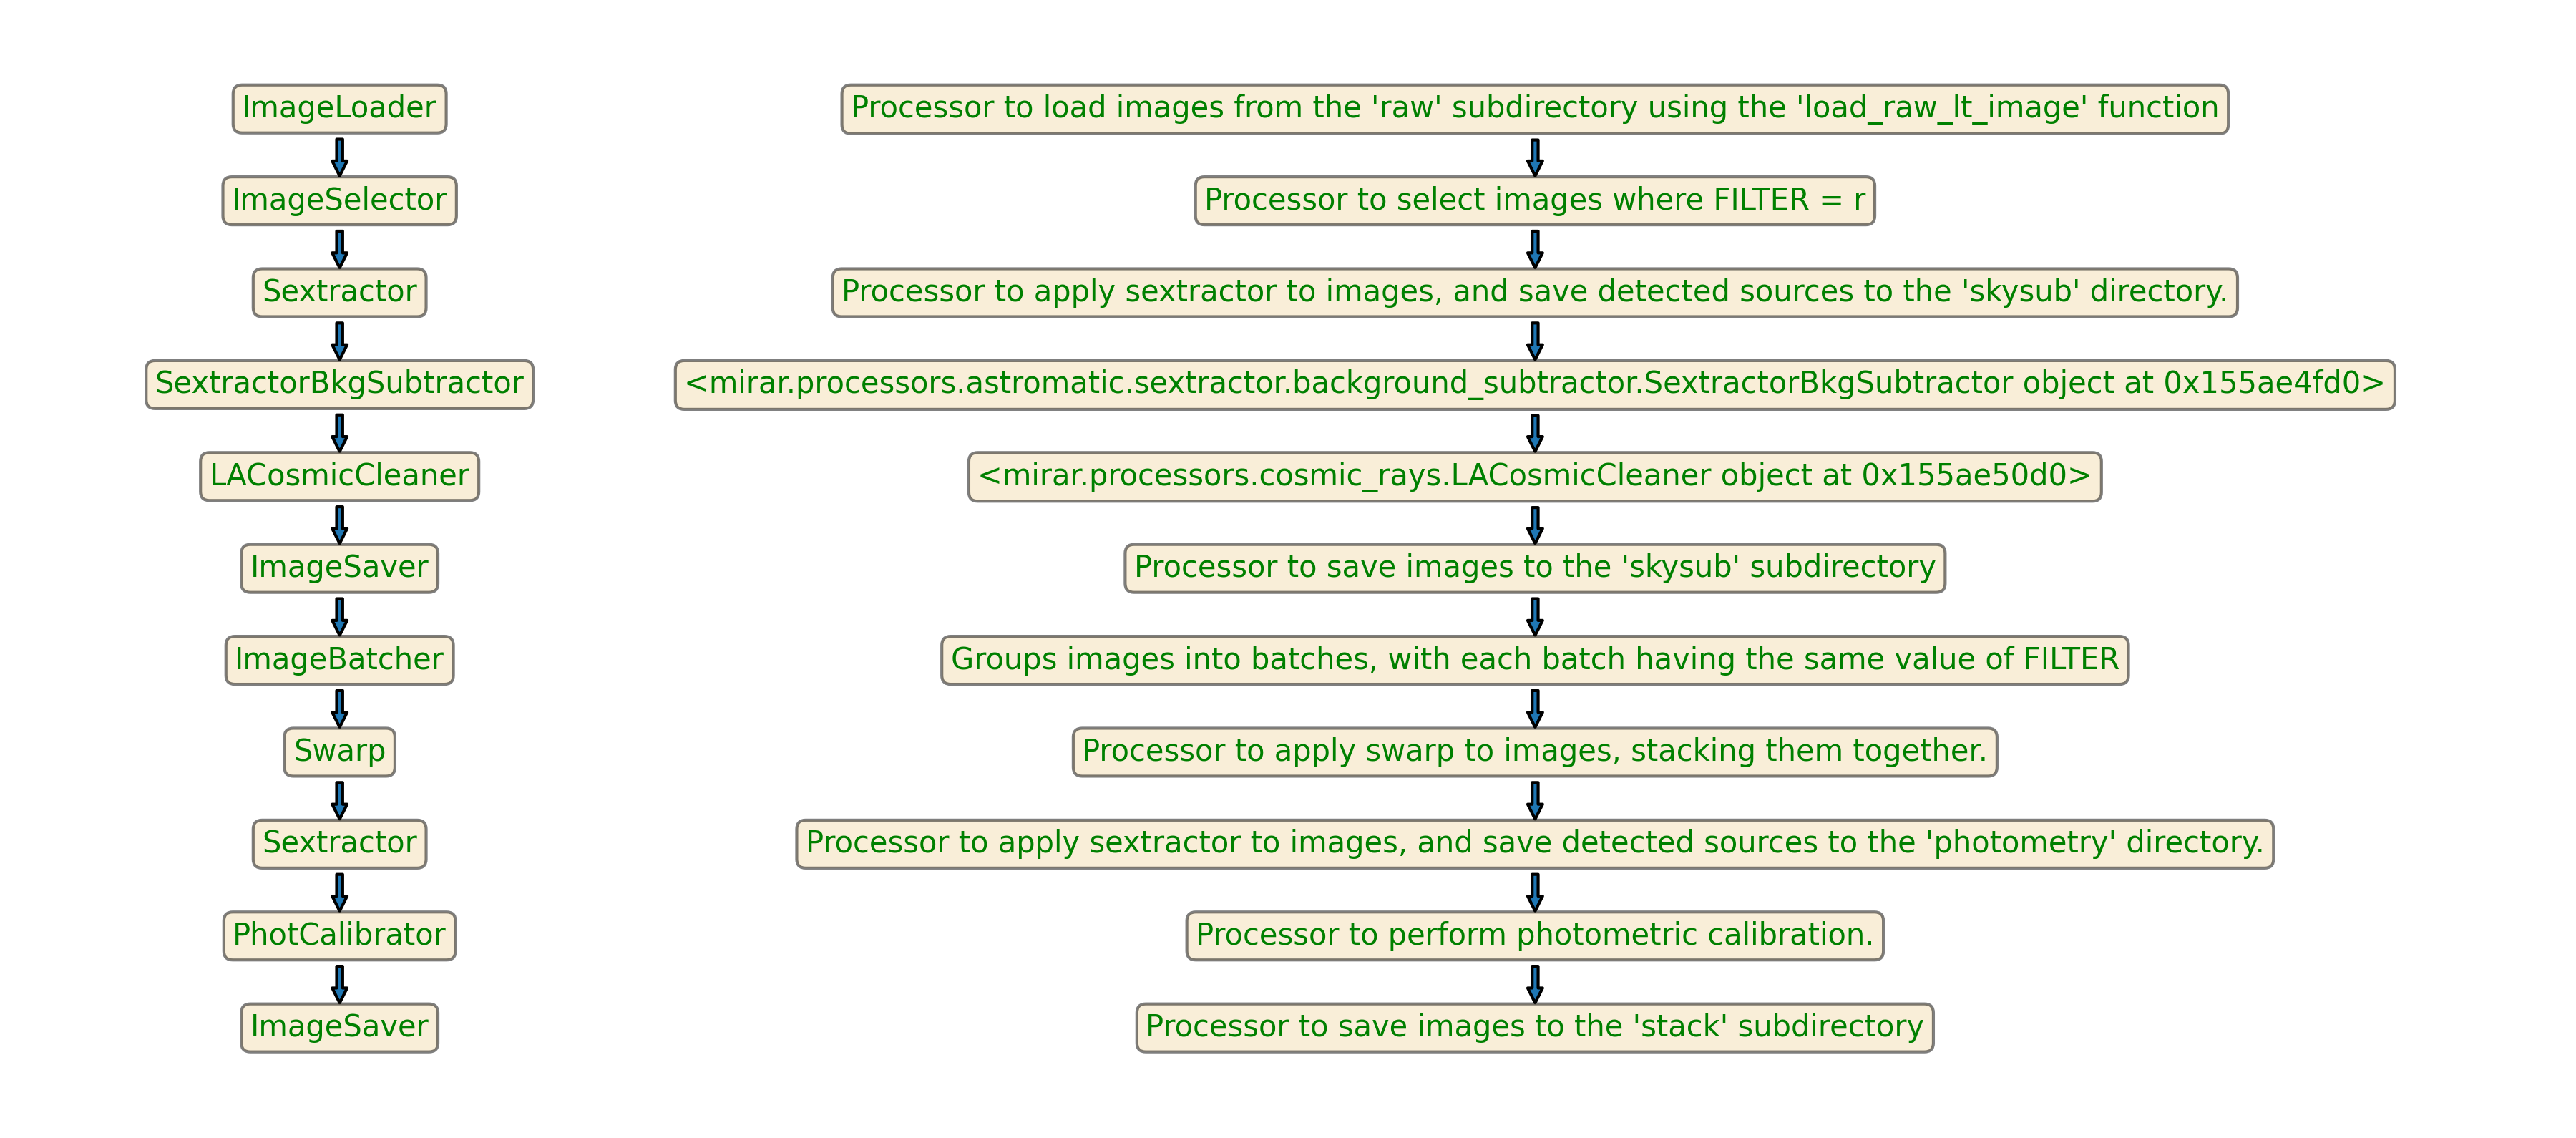 ImageLoader
Processor to load images from the 'raw' subdirectory using the 'load_raw_lt_image' function
ImageSelector
Processor to select images where FILTER = r
Sextractor
Processor to apply sextractor to images, and save detected sources to the 'skysub' directory.
SextractorBkgSubtractor
<mirar.processors.astromatic.sextractor.background_subtractor.SextractorBkgSubtractor object at 0x155ae4fd0>
LACosmicCleaner
<mirar.processors.cosmic_rays.LACosmicCleaner object at 0x155ae50d0>
ImageSaver
Processor to save images to the 'skysub' subdirectory
ImageBatcher
Groups images into batches, with each batch having the same value of FILTER
Swarp
Processor to apply swarp to images, stacking them together.
Sextractor
Processor to apply sextractor to images, and save detected sources to the 'photometry' directory.
PhotCalibrator
Processor to perform photometric calibration.
ImageSaver
Processor to save images to the 'stack' subdirectory